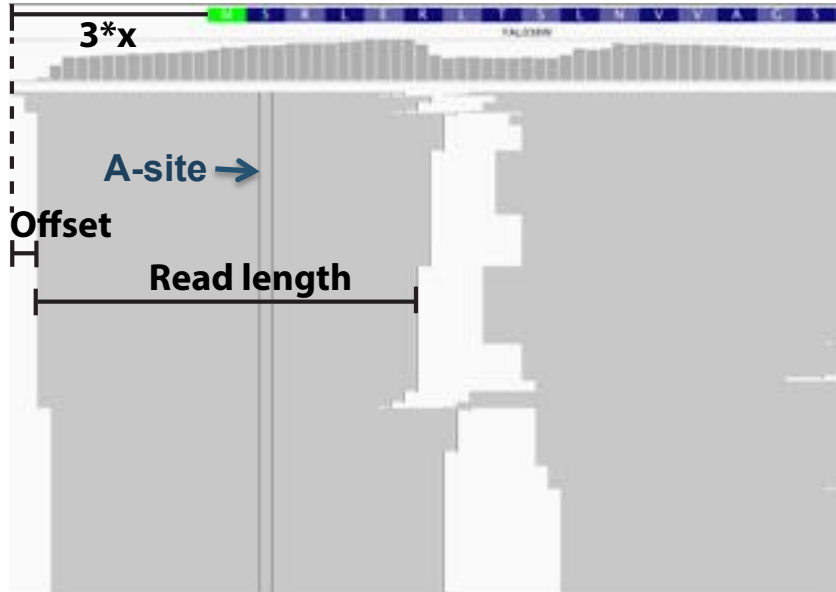 M S R L E R L T S L N V V A G S
3*x
A-site
Offset
Read length